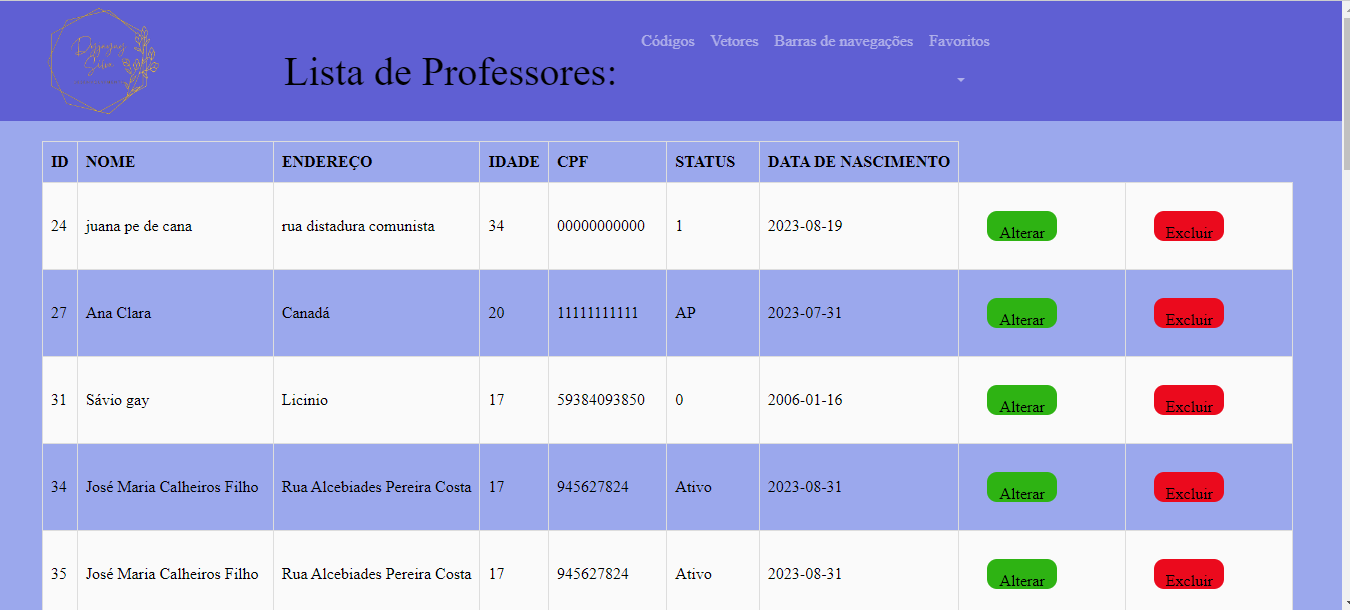 Códigos Vetores Barras de navegações Favoritos
Lista de Professores:
ID NOME ENDEREÇO IDADE CPF STATUS DATA DE NASCIMENTO
24 juana pe de cana rua distadura comunista 34 00000000000 1 2023-08-19 Alterar Excluir
27 Ana Clara Canadá 20 11111111111 AP 2023-07-31 Alterar Excluir
31 Sávio gay Licinio 17 59384093850 0 2006-01-16 Alterar Excluir
34 José Maria Calheiros Filho Rua Alcebiades Pereira Costa 17 945627824 Ativo 2023-08-31 Alterar Excluir
35 José Maria Calheiros Filho Rua Alcebiades Pereira Costa 17 945627824 Ativo 2023-08-31 Alterar Excluir